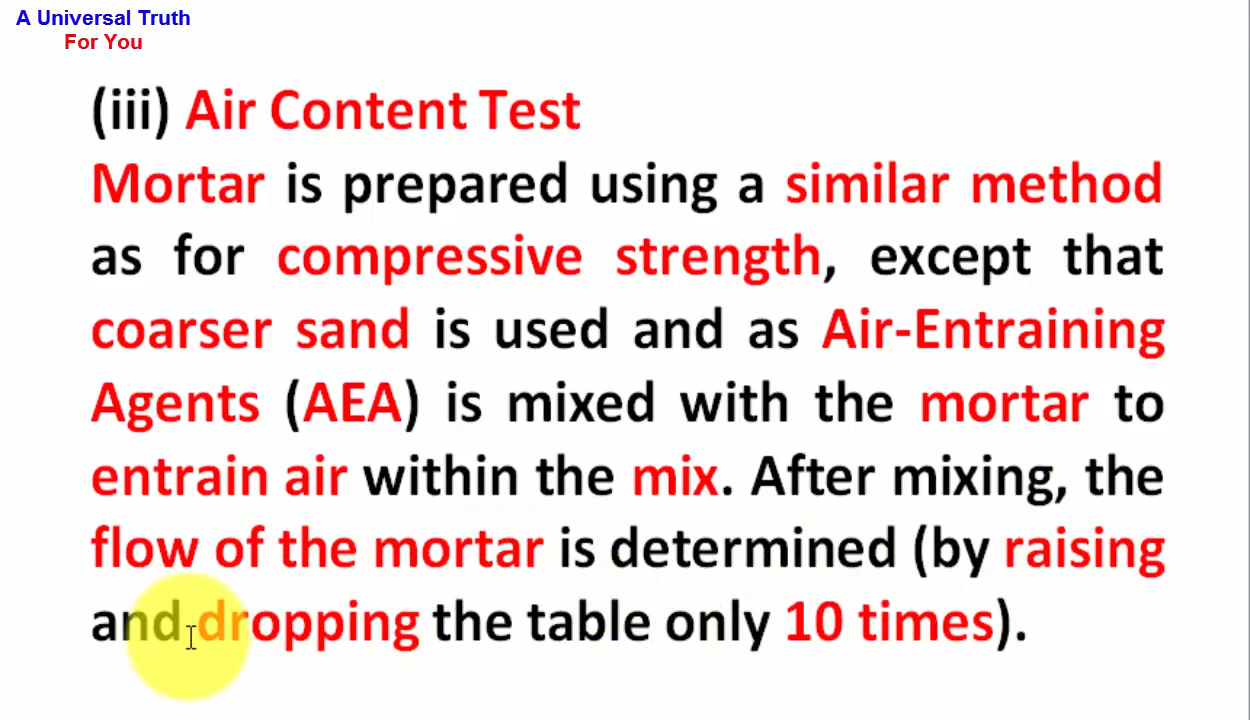 A Universal Truth
For You
(iii) Air Content Test
Mortar is prepared using a similar method
as for compressive strength, except that
coarser sand is used and as Air-Entraining
Agents (AEA) is mixed with the mortar to
entrain air within the mix. After mixing, the
flow of the mortar is determined (by raising
and dropping the table only 10 times).